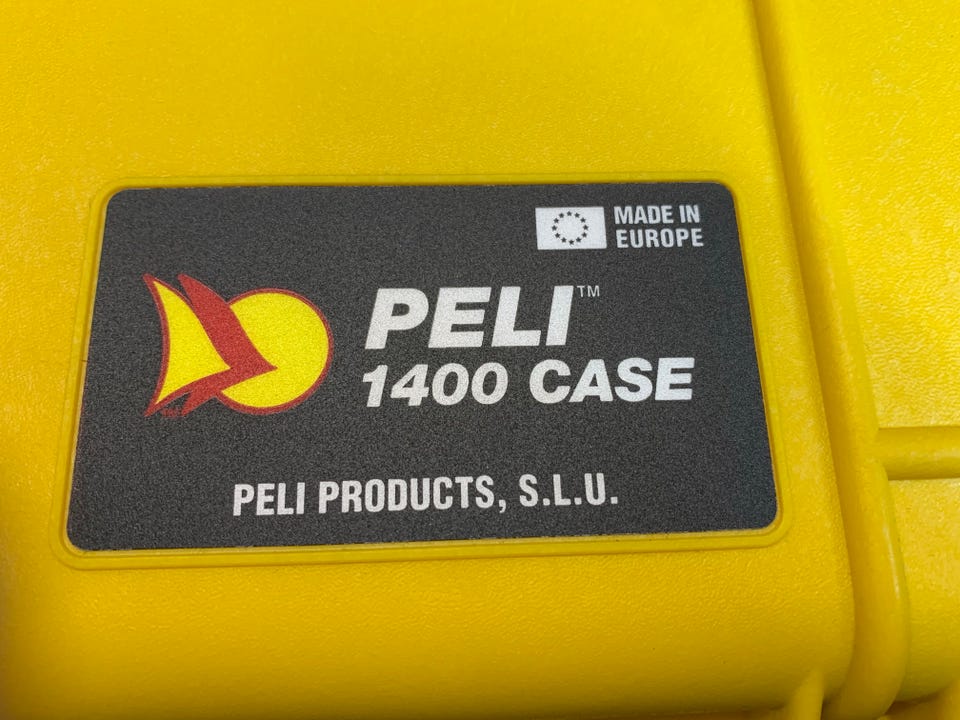 MADE IN
EUROPE
PELI™
1400 CASE
PELI PRODUCTS, S.L.U.